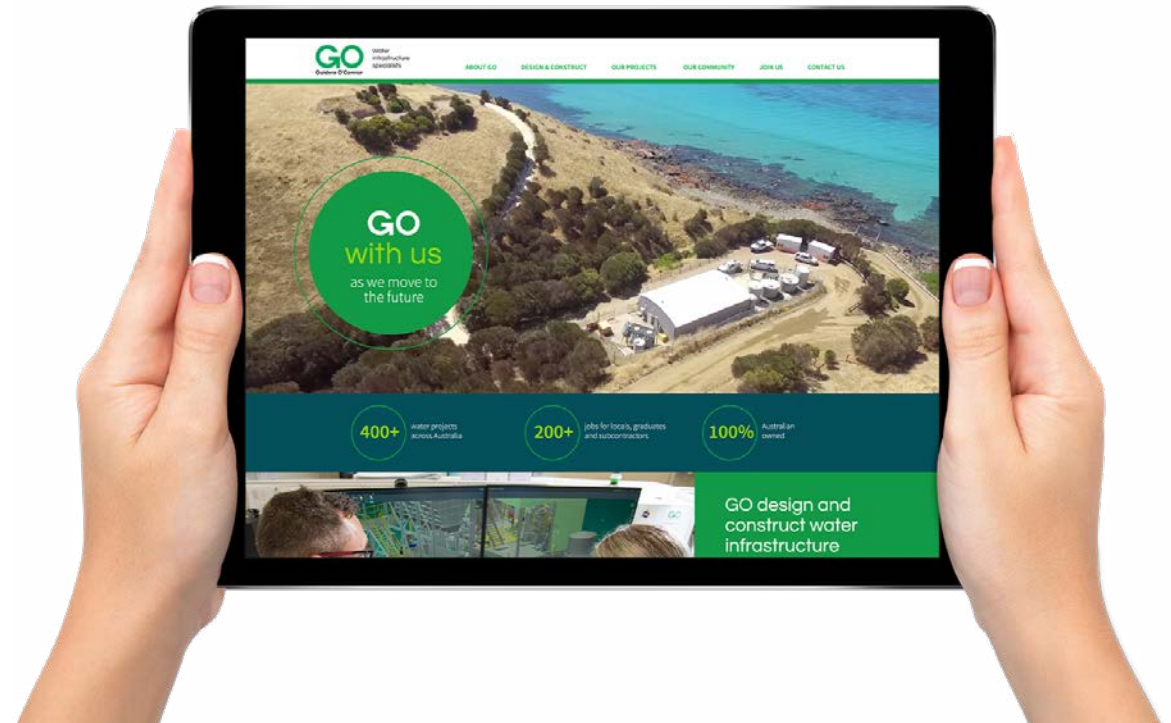 GO
Guidera O'Connor
Water
infrastructure
specialists
ABOUT GO
DESIGN & CONSTRUCT
OUR PROJECTS
OUR COMMUNITY
JOIN US
CONTACT US
GO
with us
as we move to
the future
400+
water projects
across Australia
200+
jobs for locals, graduates
and subcontractors
100%
Australian
owned
GO
GO design and
construct water
infrastructure